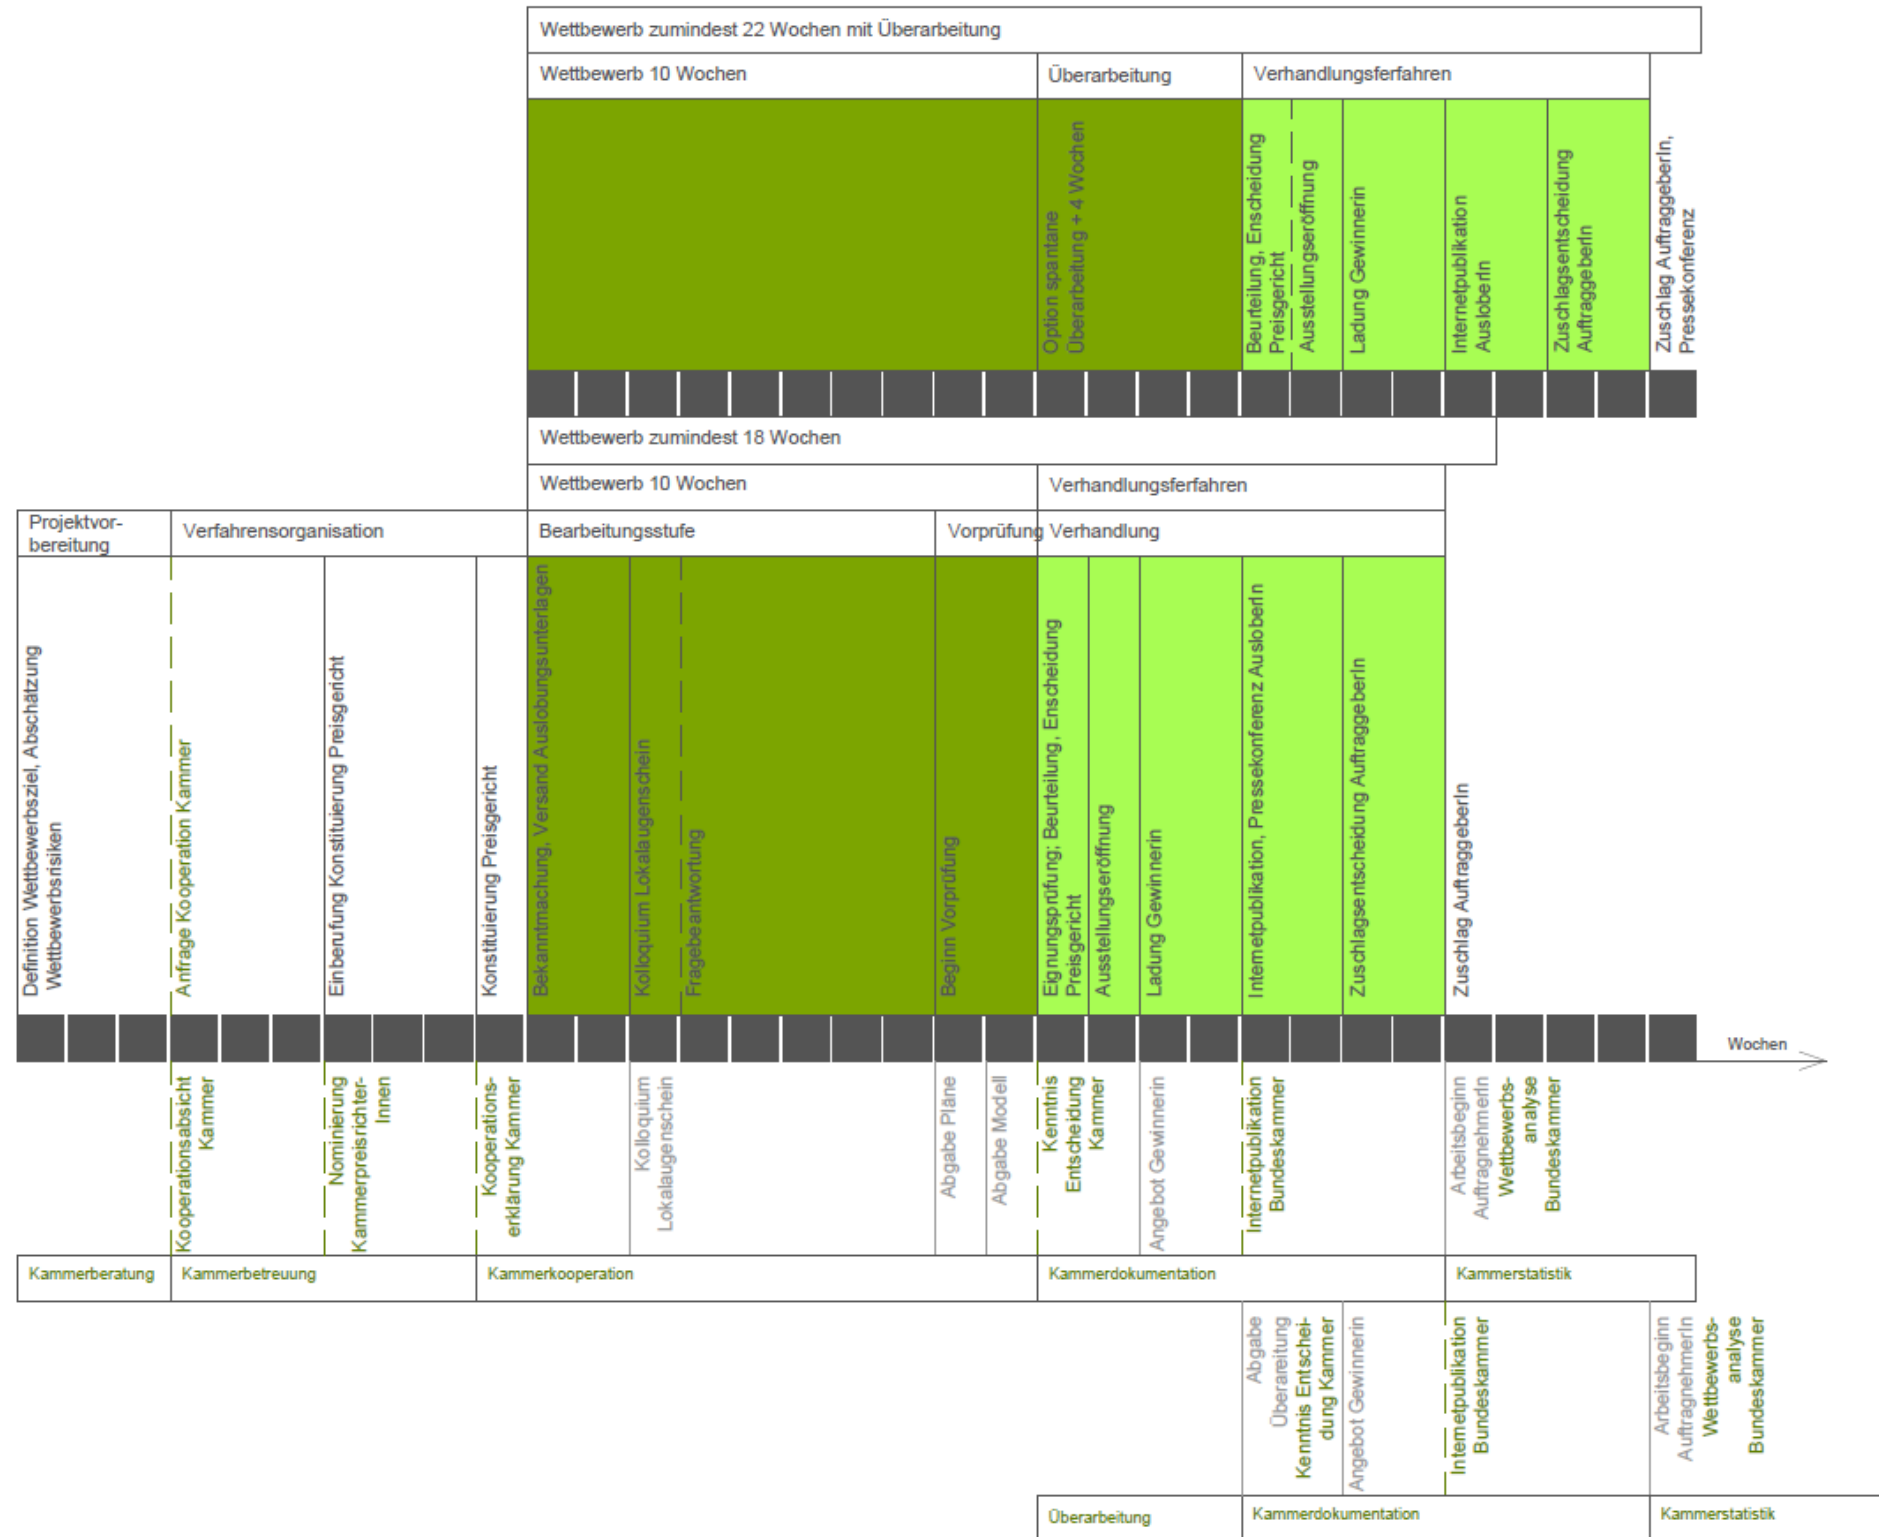 Wettbewerb zumindest 22 Wochen mit Überarbeitung
Wettbewerb 10 Wochen
Überarbeitung
Verhandlungsferfahren
Option spantane
Überarbeitung + 4 Wochen
Beurteilung, Enscheidung
Preisgericht
Ausstellungseröffnung
Ladung Gewinnerin
Internetpublikation
AusloberIn
Zuschlagsentscheidung
AuftraggeberIn
Zuschlag AuftraggeberIn,
Pressekonferenz
Wettbewerb zumindest 18 Wochen
Wettbewerb 10 Wochen
Verhandlungsferfahren
Projektvor-
bereitung
Verfahrensorganisation
Bearbeitungsstufe
Vorprüfung
Verhandlung
Definition Wettbewerbsziel, Abschätzung
Wettbewerbsrisiken
Anfrage Kooperation Kammer
Einberufung Konstituierung Preisgericht
Konstituierung Preisgericht
Bekanntmachung, Versand Auslobungsunterlagen
Kolloquium Lokalaugenschein
Fragebeantwortung
Beginn Vorprüfung
Eignungsprüfung; Beurteilung, Enscheidung
Preisgericht
Ausstellungseröffnung
Ladung Gewinnerin
Internetpublikation, Pressekonferenz AusloberIn
Zuschlagsentscheidung AuftraggeberIn
Zuschlag AuftraggeberIn
Wochen
Kooperationsabsicht
Kammer
Nominierung
Kammerpreisrichter-
Innen
Kooperations-
erklärung Kammer
Kolloquium
Lokalaugenschein
Abgabe Pläne
Abgabe Modell
Kenntnis
Entscheidung
Kammer
Angebot Gewinnerin
Internetpublikation
Bundeskammer
Arbeitsbeginn
AuftragnehmerIn
Wettbewerbs-
analyse
Bundeskammer
Kammerberatung
Kammerbetreuung
Kammerkooperation
Kammerdokumentation
Kammerstatistik
Abgabe
Überareitung
Kenntnis Entschei-
dung Kammer
Angebot Gewinnerin
Internetpublikation
Bundeskammer
Arbeitsbeginn
AuftragnehmerIn
Wettbewerbs-
analyse
Bundeskammer
Überarbeitung
Kammerdokumentation
Kammerstatistik